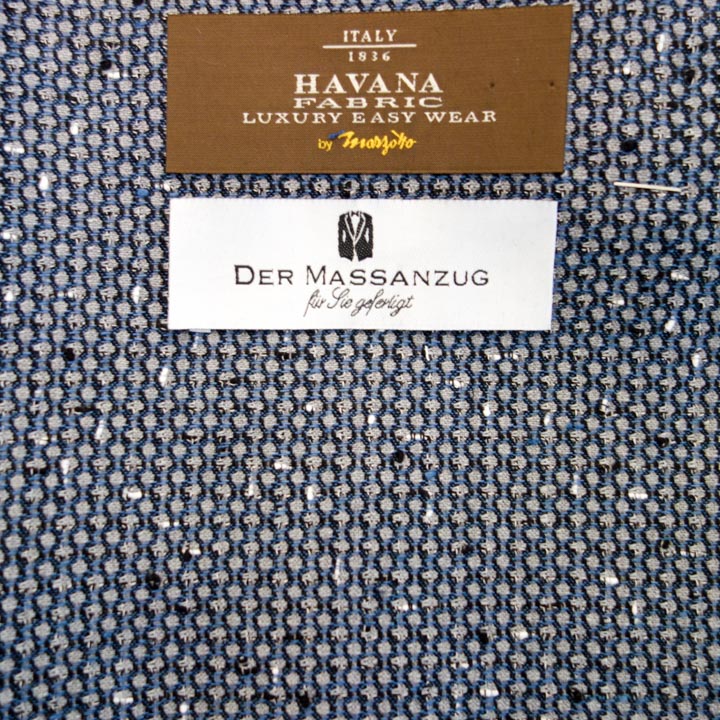 ITALY
1836
HAVANA
FABRIC
LUXURY EASY WEAR
by Marzotto
DER MASSANZUG
für Sie gefertigt